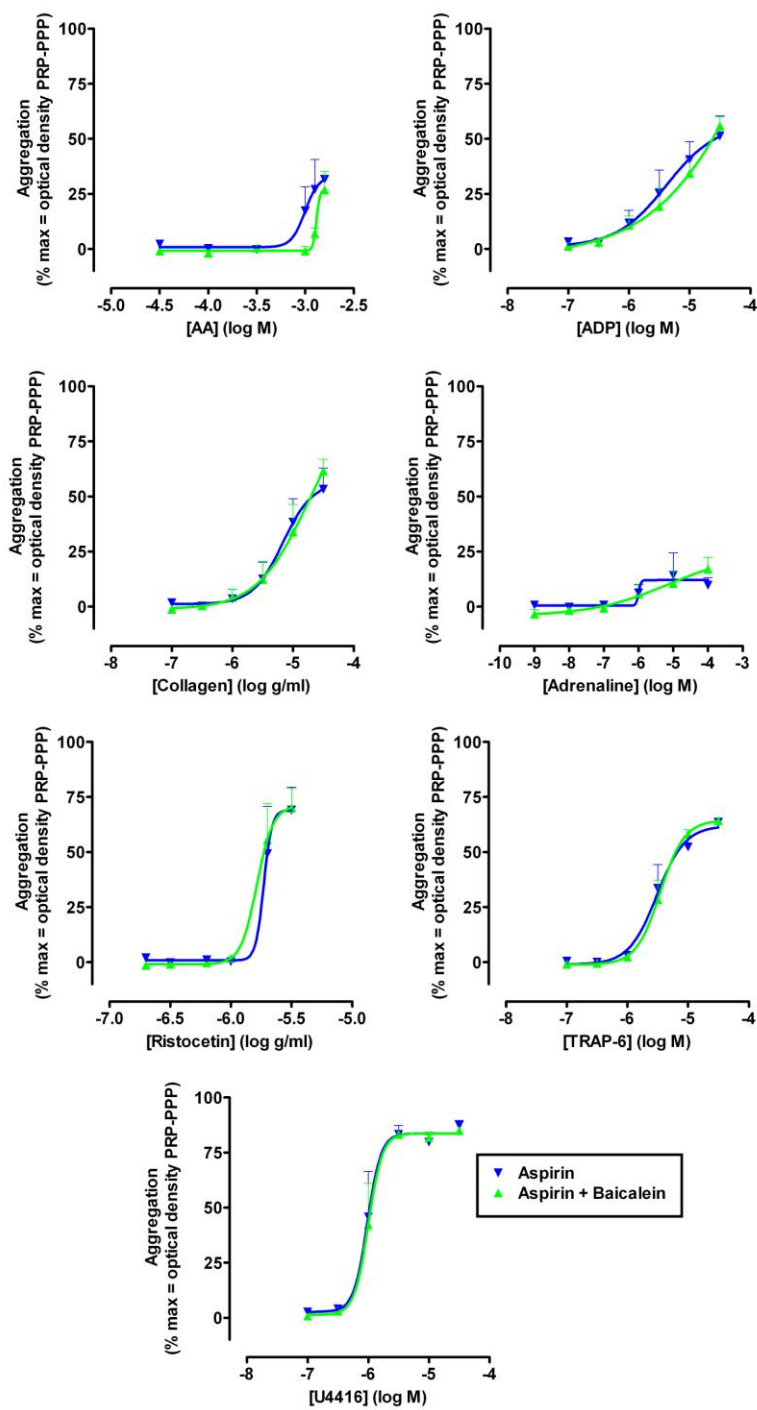 Aggregation
(% max = optical density PRP-PPP)
100
75
50
25
0
-5.0 -4.5 -4.0 -3.5 -3.0 -2.5
[AA] (log M)
Aggregation
(% max = optical density PRP-PPP)
100
75
50
25
0
-8 -7 -6 -5 -4
[ADP] (log M)
Aggregation
(% max = optical density PRP-PPP)
100
75
50
25
0
-8 -7 -6 -5 -4
[Collagen] (log g/ml)
Aggregation
(% max = optical density PRP-PPP)
100
75
50
25
0
-10 -9 -8 -7 -6 -5 -4 -3
[Adrenaline] (log M)
Aggregation
(% max = optical density PRP-PPP)
100
75
50
25
0
-7.0 -6.5 -6.0 -5.5 -5.0
[Ristocetin] (log g/ml)
Aggregation
(% max = optical density PRP-PPP)
100
75
50
25
0
-8 -7 -6 -5 -4
[TRAP-6] (log M)
Aggregation
(% max = optical density PRP-PPP)
100
75
50
25
0
-8 -7 -6 -5 -4
[U4416] (log M)
Aspirin
Aspirin + Baicalein